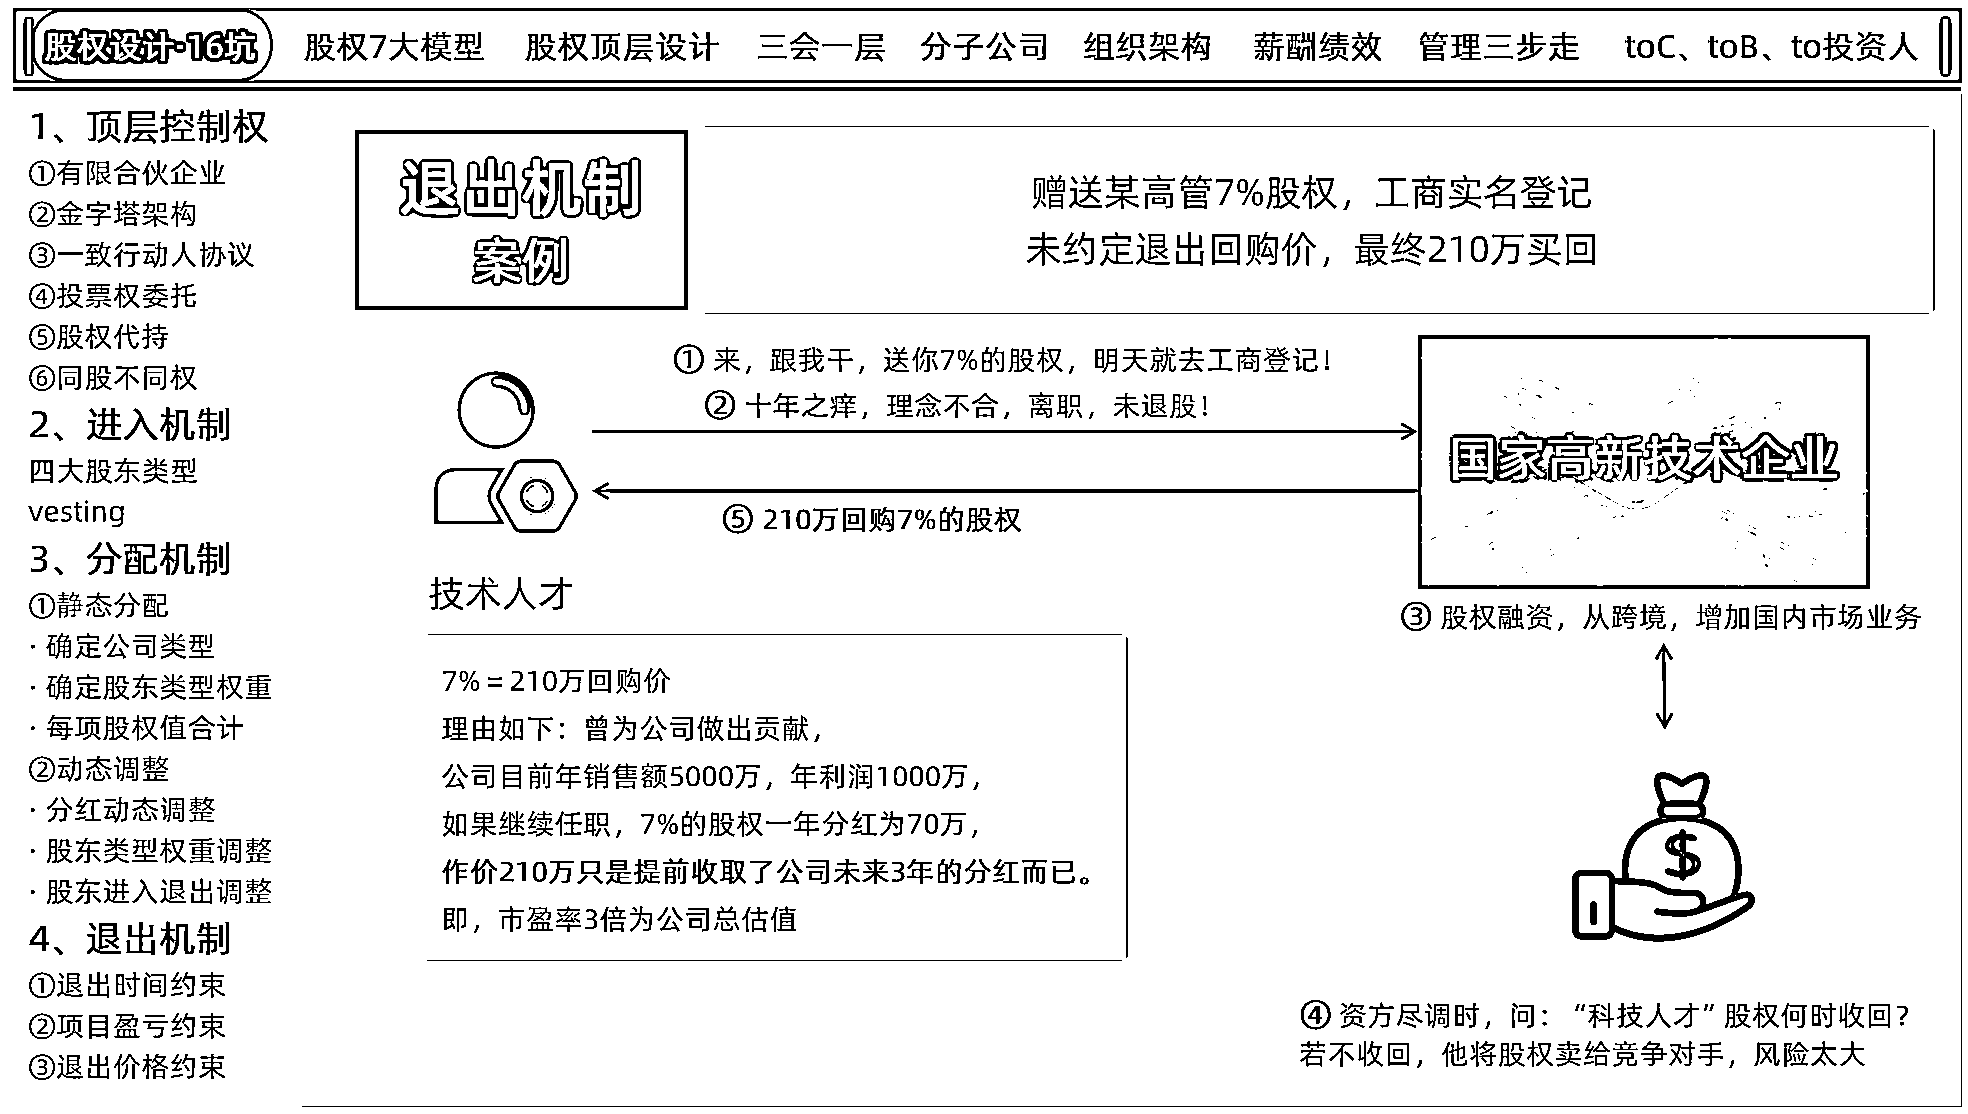 股权设计·16坑 股权7大模型 股权顶层设计 三会一层 分子公司 组织架构 薪酬绩效 管理三步走 toC、toB、to投资人
1、顶层控制权
①有限合伙企业
②金字塔架构
③一致行动人协议
④投票权委托
⑤股权代持
⑥同股不同权
2、进入机制
四大股东类型
vesting
3、分配机制
①静态分配
· 确定公司类型
· 确定股东类型权重
· 每项股权值合计
②动态调整
· 分红动态调整
· 股东类型权重调整
· 股东进入退出调整
4、退出机制
①退出时间约束
②项目盈亏约束
③退出价格约束
退出机制
案例
赠送某高管7%股权，工商实名登记
未约定退出回购价，最终210万买回
① 来，跟我干，送你7%的股权，明天就去工商登记！
② 十年之痒，理念不合，离职，未退股！
国家高新技术企业
⑤ 210万回购7%的股权
技术人才
③ 股权融资，从跨境，增加国内市场业务
7% = 210万回购价
理由如下：曾为公司做出贡献，
公司目前年销售额5000万，年利润1000万，
如果继续任职，7%的股权一年分红为70万，
作价210万只是提前收取了公司未来3年的分红而已。
即，市盈率3倍为公司总估值
$
④ 资方尽调时，问：“科技人才”股权何时收回？
若不收回，他将股权卖给竞争对手，风险太大